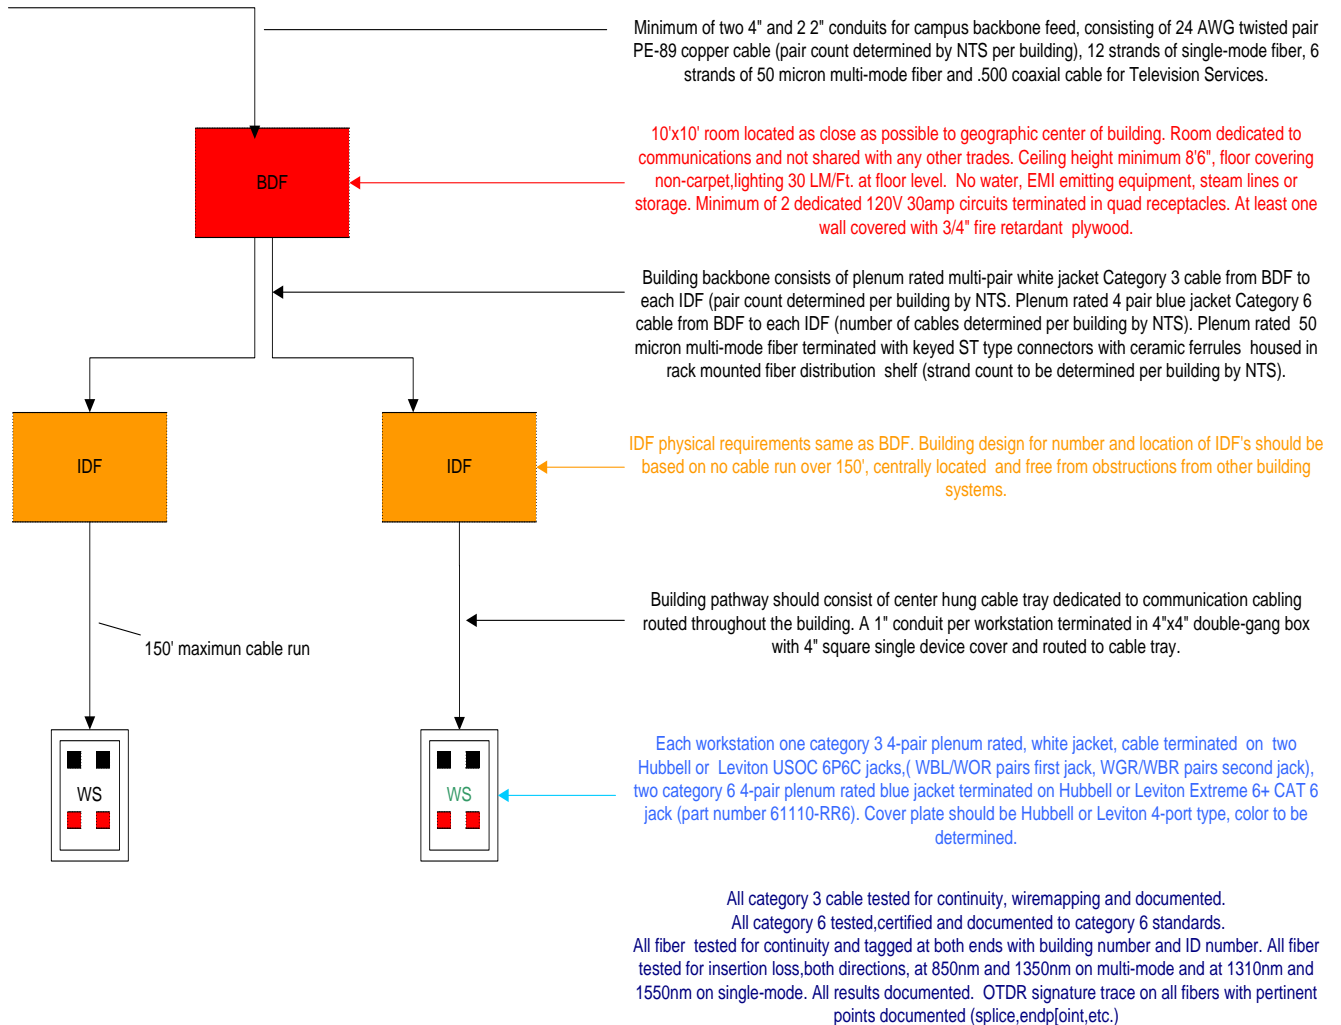 Minimum of two 4" and 2 2" conduits for campus backbone feed, consisting of 24 AWG twisted pair
PE-89 copper cable (pair count determined by NTS per building), 12 strands of single-mode fiber, 6
strands of 50 micron multi-mode fiber and .500 coaxial cable for Television Services.
BDF
10'x10' room located as close as possible to geographic center of building. Room dedicated to
communications and not shared with any other trades. Ceiling height minimum 8'6", floor covering
non-carpet,lighting 30 LM/Ft. at floor level. No water, EMI emitting equipment, steam lines or
storage. Minimum of 2 dedicated 120V 30amp circuits terminated in quad receptacles. At least one
wall covered with 3/4" fire retardant plywood.
Building backbone consists of plenum rated multi-pair white jacket Category 3 cable from BDF to
each IDF (pair count determined per building by NTS. Plenum rated 4 pair blue jacket Category 6
cable from BDF to each IDF (number of cables determined per building by NTS). Plenum rated 50
micron multi-mode fiber terminated with keyed ST type connectors with ceramic ferrules housed in
rack mounted fiber distribution shelf (strand count to be determined per building by NTS).
IDF
IDF
IDF physical requirements same as BDF. Building design for number and location of IDF's should be
based on no cable run over 150', centrally located and free from obstructions from other building
systems.
150' maximun cable run
Building pathway should consist of center hung cable tray dedicated to communication cabling
routed throughout the building. A 1" conduit per workstation terminated in 4"x4" double-gang box
with 4" square single device cover and routed to cable tray.
WS
WS
Each workstation one category 3 4-pair plenum rated, white jacket, cable terminated on two
Hubbell or Leviton USOC 6P6C jacks,( WBL/WOR pairs first jack, WGR/WBR pairs second jack),
two category 6 4-pair plenum rated blue jacket terminated on Hubbell or Leviton Extreme 6+ CAT 6
jack (part number 61110-RR6). Cover plate should be Hubbell or Leviton 4-port type, color to be
determined.
All category 3 cable tested for continuity, wiremapping and documented.
All category 6 tested,certified and documented to category 6 standards.
All fiber tested for continuity and tagged at both ends with building number and ID number. All fiber
tested for insertion loss,both directions, at 850nm and 1350nm on multi-mode and at 1310nm and
1550nm on single-mode. All results documented. OTDR signature trace on all fibers with pertinent
points documented (splice,endp[oint,etc.)